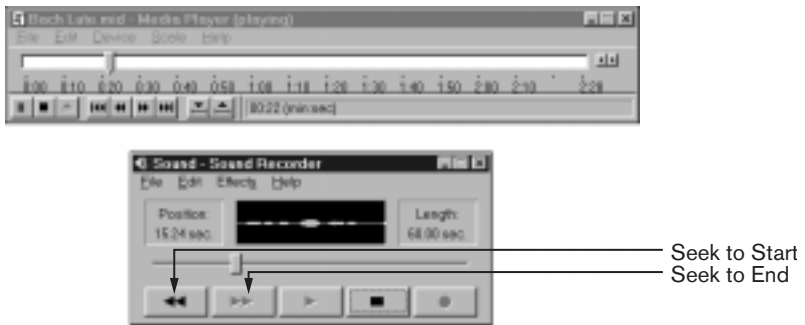 Bach Lute.mid - Media Player (playing)
File Edit Device Scale Help
0:00 0:10 0:20 0:30 0:40 0:50 1:00 1:10 1:20 1:30 1:40 1:50 2:00 2:10 2:28
00:22 (min:sec)
Sound - Sound Recorder
File Edit Effects Help
Position: Length:
15.24 sec. 60.00 sec.
Seek to Start
Seek to End